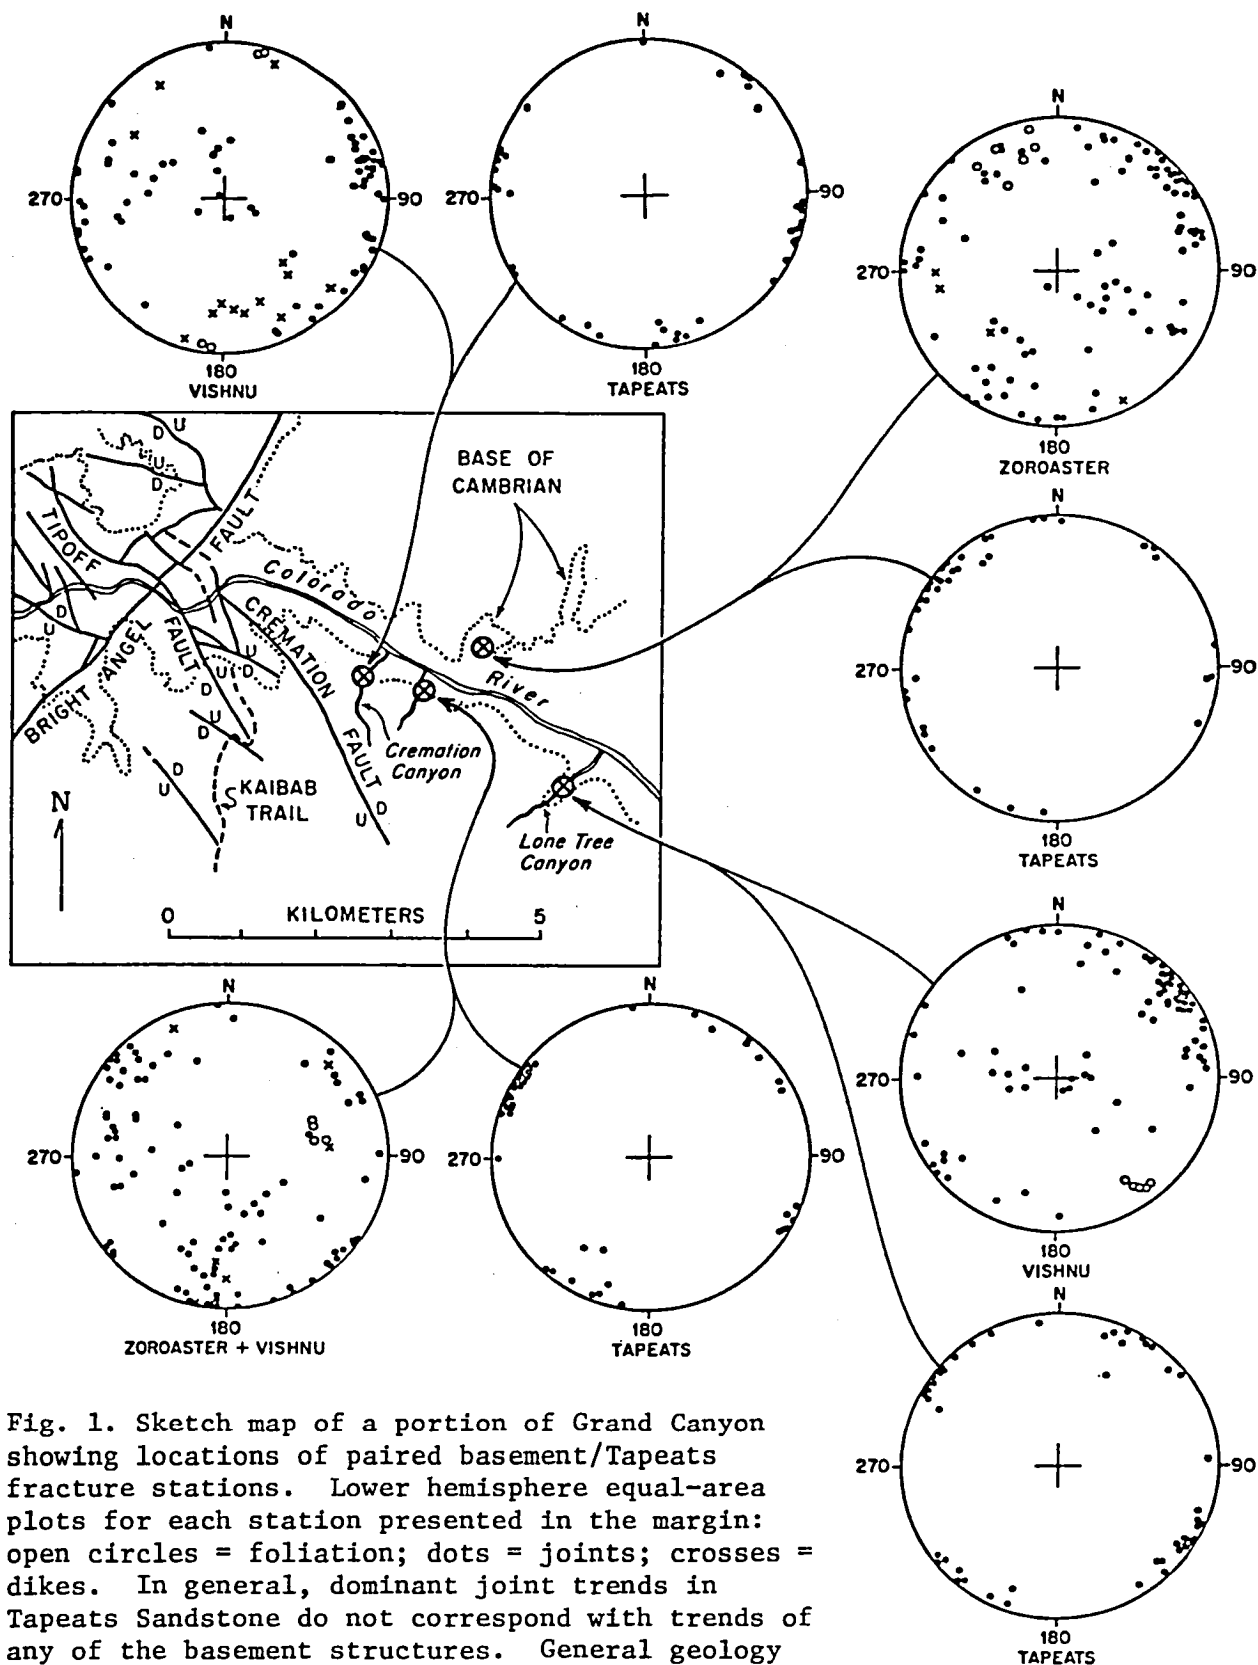 N
270
90
180
VISHNU
N
270
90
180
TAPEATS
N
270
90
180
ZOROASTER
N
270
90
180
TAPEATS
BASE OF
CAMBRIAN
D U
U
D
TIPOFF
FAULT
Colorado
River
D
U
BRIGHT ANGEL
FAULT
U
U D
D
CREMATION
FAULT
U
D
D
U
KAIBAB
TRAIL
Cremation
Canyon
U D
Lone Tree
Canyon
N
0 KILOMETERS 5
N
270
90
180
VISHNU
N
270
90
180
ZOROASTER + VISHNU
N
270
90
180
TAPEATS
N
270
90
180
TAPEATS
Fig. 1. Sketch map of a portion of Grand Canyon
showing locations of paired basement/Tapeats
fracture stations. Lower hemisphere equal-area
plots for each station presented in the margin:
open circles = foliation; dots = joints; crosses =
dikes. In general, dominant joint trends in
Tapeats Sandstone do not correspond with trends of
any of the basement structures. General geology